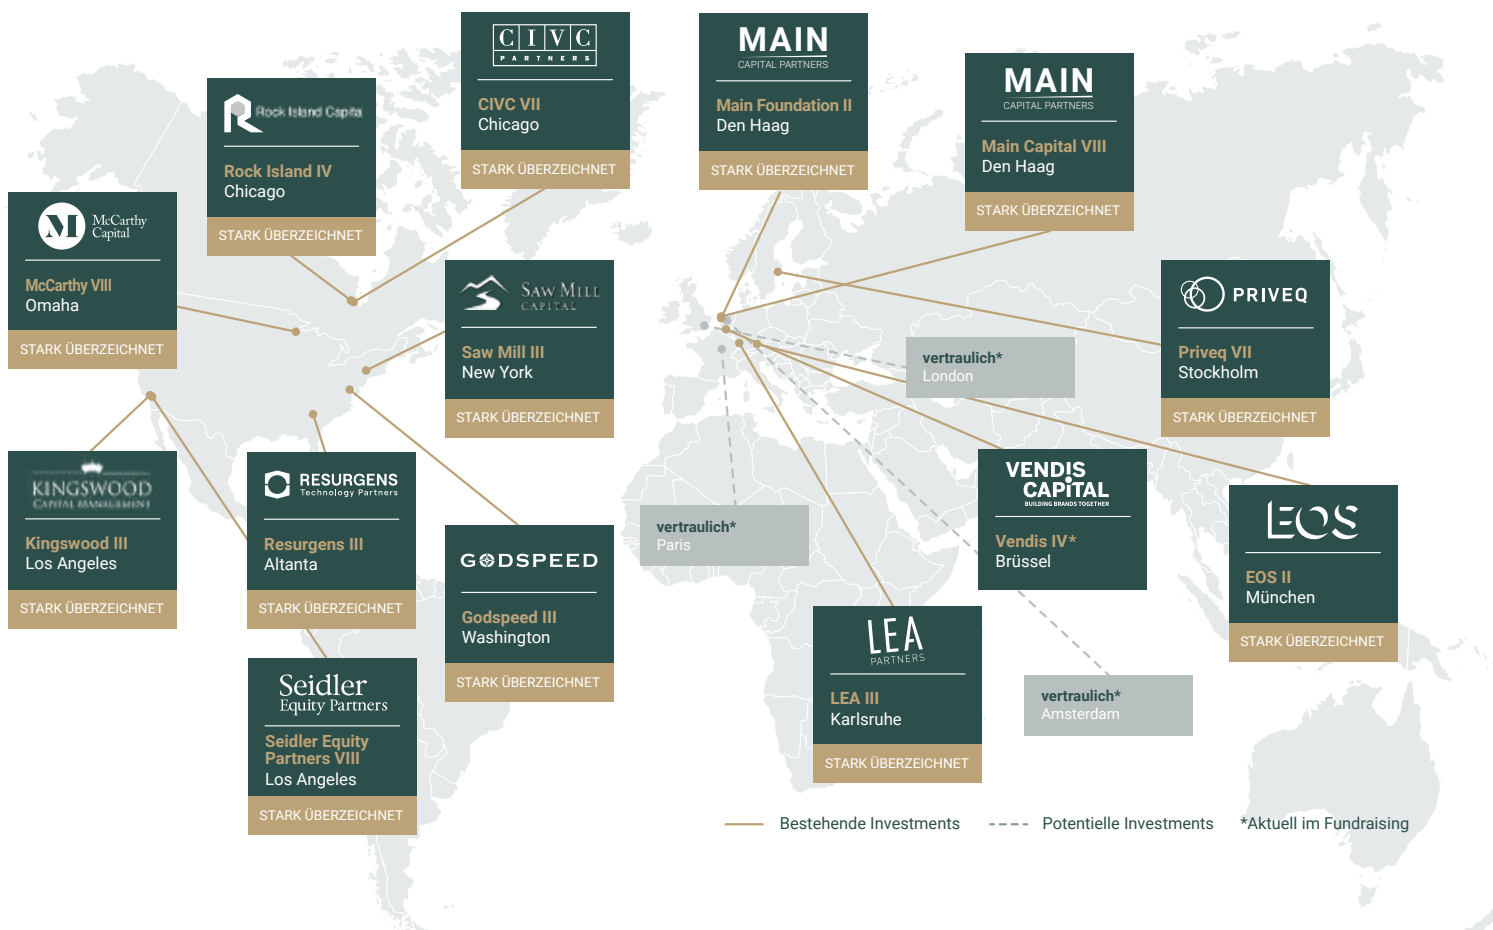 CIVC
PARTNERS
CIVC VII
Chicago
STARK ÜBERZEICHNET
MAIN
CAPITAL PARTNERS
Main Foundation II
Den Haag
STARK ÜBERZEICHNET
MAIN
CAPITAL PARTNERS
Main Capital VIII
Den Haag
STARK ÜBERZEICHNET
Rock Island Capital
Rock Island IV
Chicago
STARK ÜBERZEICHNET
M McCarthy
Capital
McCarthy VIII
Omaha
STARK ÜBERZEICHNET
SAW MILL
CAPITAL
Saw Mill III
New York
STARK ÜBERZEICHNET
PRIVEQ
Priveq VII
Stockholm
STARK ÜBERZEICHNET
vertraulich*
London
KINGSWOOD
CAPITAL MANAGEMENT
Kingswood III
Los Angeles
STARK ÜBERZEICHNET
RESURGENS
Technology Partners
Resurgens III
Altanta
STARK ÜBERZEICHNET
GODSPEED
Godspeed III
Washington
STARK ÜBERZEICHNET
vertraulich*
Paris
VENDIS
CAPITAL
BUILDING BRANDS TOGETHER
Vendis IV*
Brüssel
EOS
EOS II
München
STARK ÜBERZEICHNET
LEA
PARTNERS
LEA III
Karlsruhe
STARK ÜBERZEICHNET
vertraulich*
Amsterdam
Seidler
Equity Partners
Seidler Equity
Partners VIII
Los Angeles
STARK ÜBERZEICHNET
Bestehende Investments
Potentielle Investments
*Aktuell im Fundraising